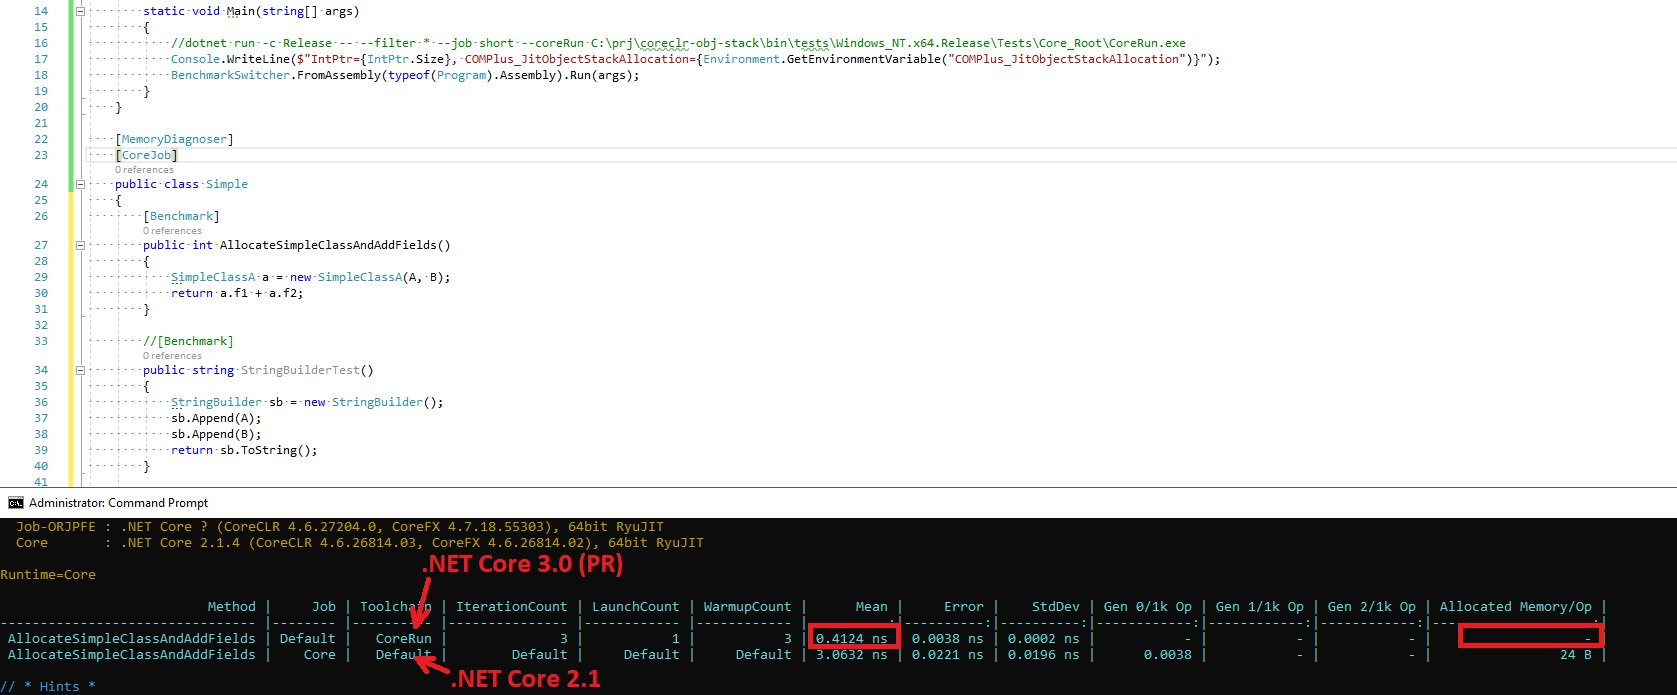 14 static void Main(string[] args)
15 {
16 //dotnet run -c Release -- --filter * --job short --coreRun C:\prj\coreclr-obj-stack\bin\tests\Windows_NT.x64.Release\Tests\Core_Root\CoreRun.exe
17 Console.WriteLine($"IntPtr={IntPtr.Size}, COMPlus_JitObjectStackAllocation={Environment.GetEnvironmentVariable("COMPlus_JitObjectStackAllocation")}");
18 BenchmarkSwitcher.FromAssembly(typeof(Program).Assembly).Run(args);
19 }
20 }
21
22 [MemoryDiagnoser]
23 [CoreJob]
0 references
24 public class Simple
25 {
26 [Benchmark]
0 references
27 public int AllocateSimpleClassAndAddFields()
28 {
29 SimpleClassA a = new SimpleClassA(A, B);
30 return a.f1 + a.f2;
31 }
32
33 //[Benchmark]
0 references
34 public string StringBuilderTest()
35 {
36 StringBuilder sb = new StringBuilder();
37 sb.Append(A);
38 sb.Append(B);
39 return sb.ToString();
40 }
41
Administrator: Command Prompt
Job-ORJPFE : .NET Core ? (CoreCLR 4.6.27204.0, CoreFX 4.7.18.55303), 64bit RyuJIT
Core : .NET Core 2.1.4 (CoreCLR 4.6.26814.03, CoreFX 4.6.26814.02), 64bit RyuJIT
.NET Core 3.0 (PR)
Runtime=Core
Method | Job | Toolchain | IterationCount | LaunchCount | WarmupCount | Mean | Error | StdDev | Gen 0/1k Op | Gen 1/1k Op | Gen 2/1k Op | Allocated Memory/Op |
AllocateSimpleClassAndAddFields | Default | CoreRun | 3 | 1 | 3 | 0.4124 ns | 0.0038 ns | 0.0002 ns | - | - | - | - |
AllocateSimpleClassAndAddFields | Core | Default | Default | Default | Default | 3.0632 ns | 0.0221 ns | 0.0196 ns | 0.0038 | - | - | 24 B |
.NET Core 2.1
// * Hints *